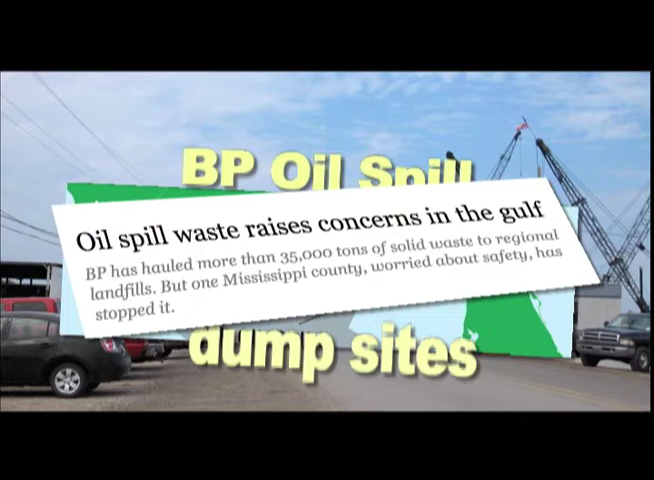 BP Oil Spill
Oil spill waste raises concerns in the gulf
BP has hauled more than 35,000 tons of solid waste to regional
landfills. But one Mississippi county, worried about safety, has
stopped it.
dump sites